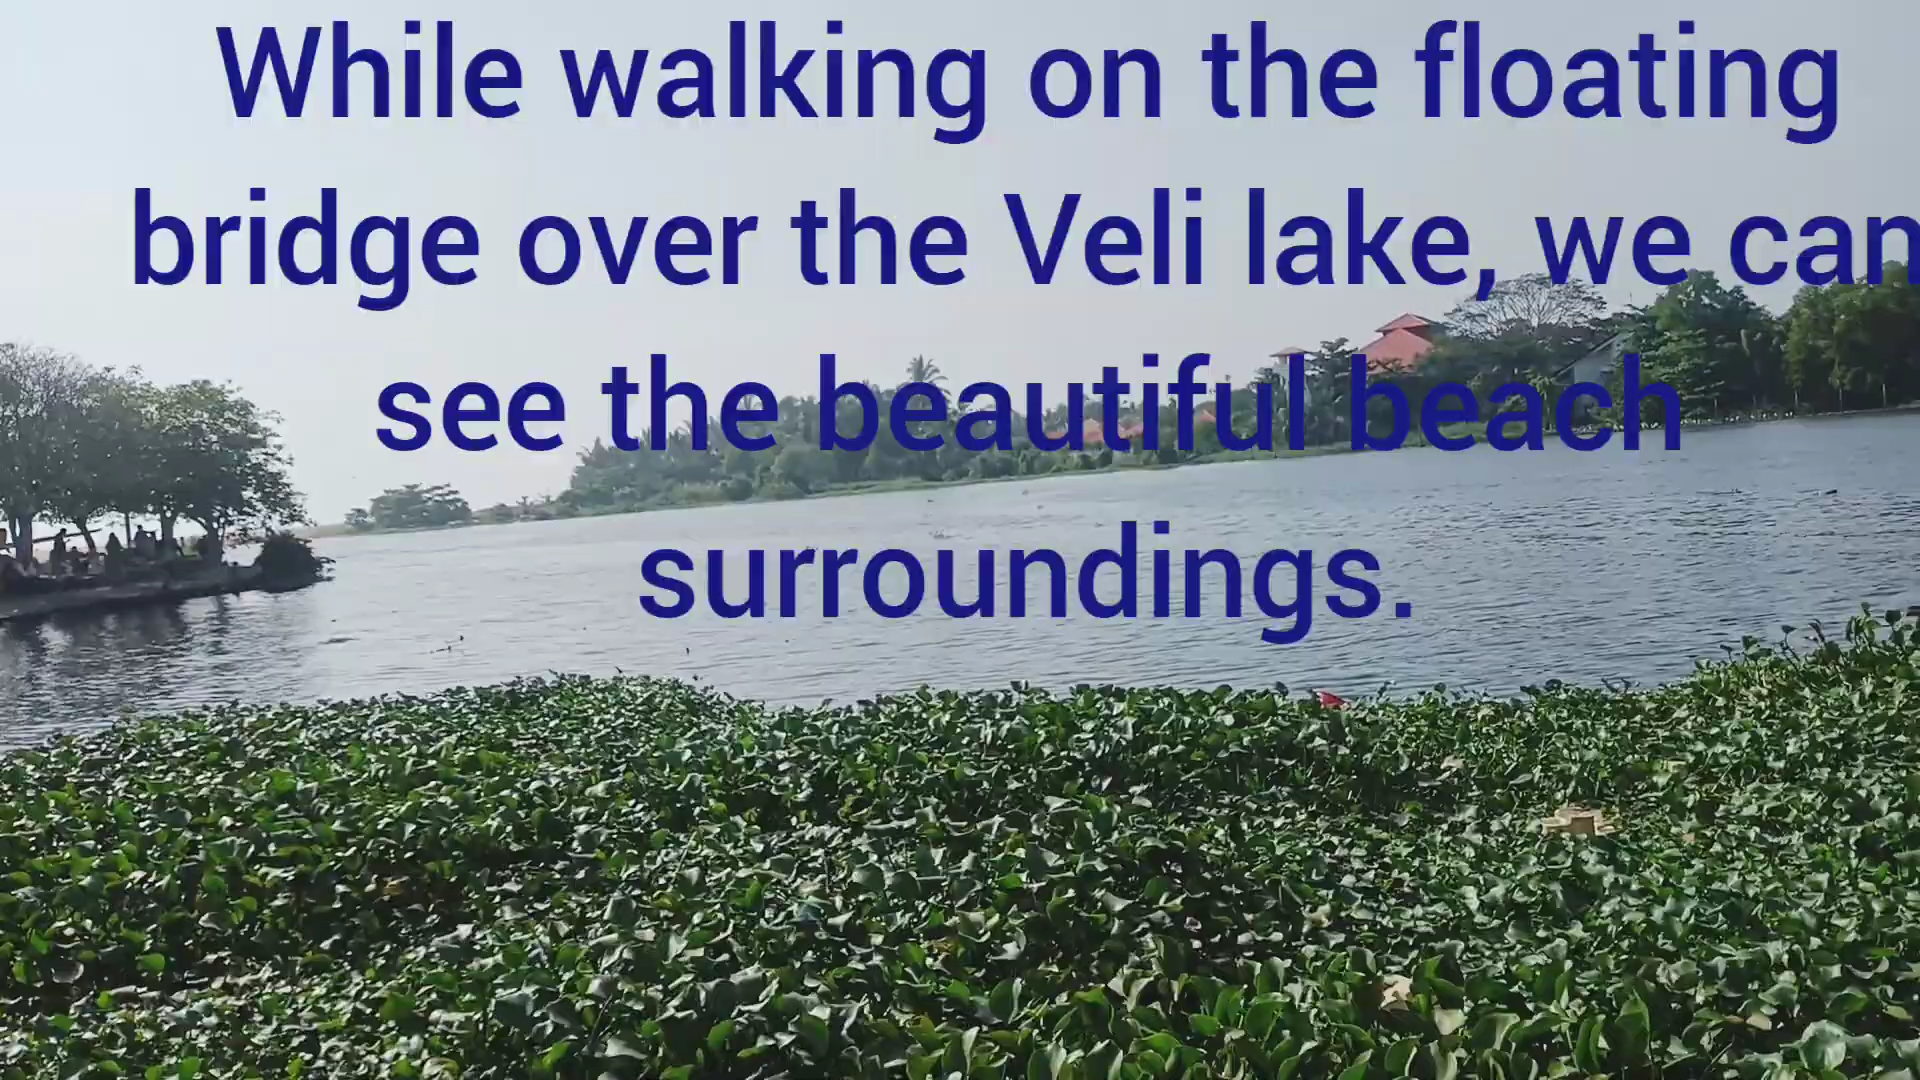 While walking on the floating
bridge over the Veli lake, we can
see the beautiful beach
surroundings.